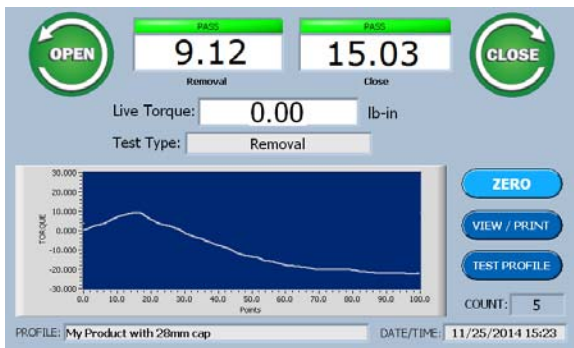 OPEN
PASS
9.12
Removal
PASS
15.03
Close
CLOSE
Live Torque: 0.00 lb-in
Test Type: Removal
TORQUE
30.000
20.000
10.000
0.000
-10.000
-20.000
-30.000
0.0 10.0 20.0 30.0 40.0 50.0 60.0 70.0 80.0 90.0 100.0
Points
ZERO
VIEW / PRINT
TEST PROFILE
COUNT: 5
PROFILE: My Product with 28mm cap DATE/TIME: 11/25/2014 15:23